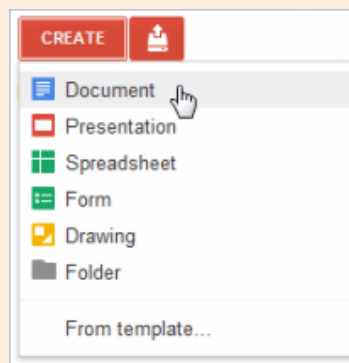 CREATE
Document
Presentation
Spreadsheet
Form
Drawing
Folder
From template...